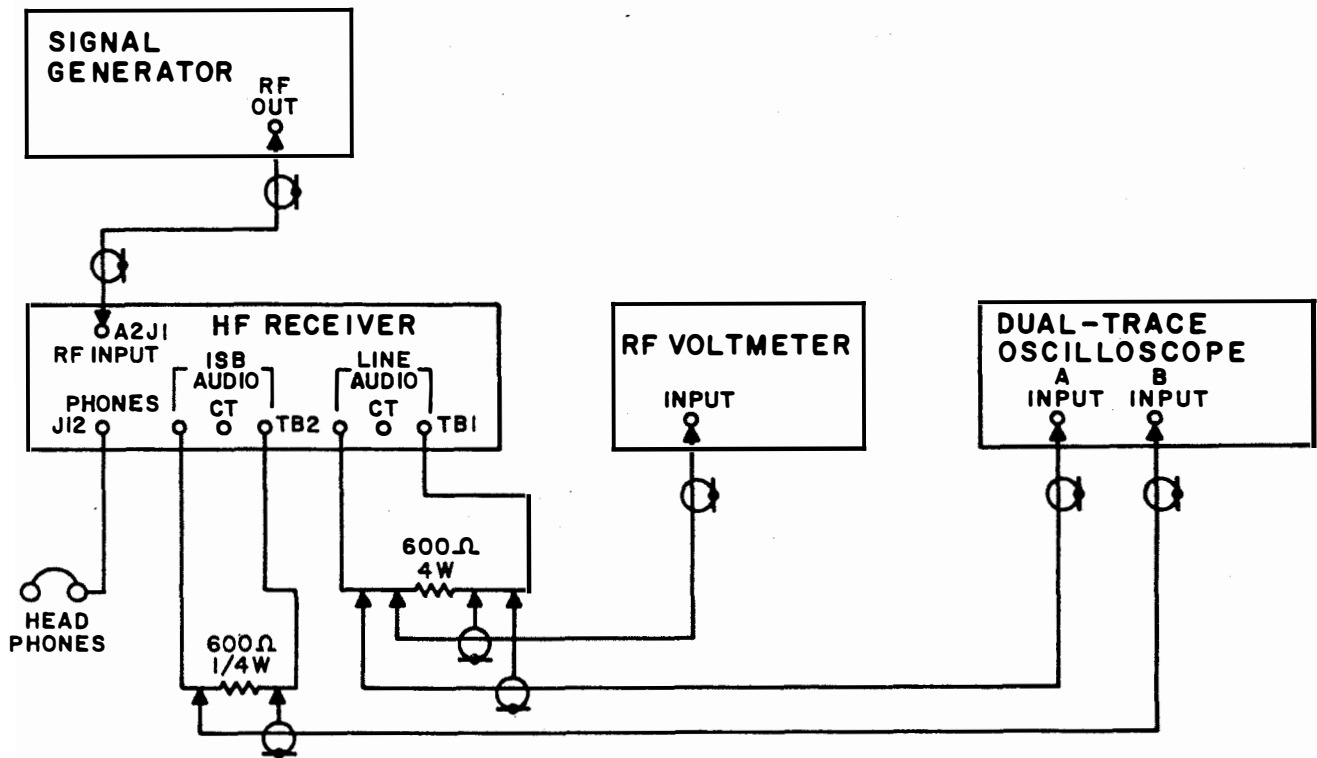 SIGNAL
GENERATOR
RF
OUT
HF RECEIVER
A2J1
RF INPUT
ISB
AUDIO
CT
LINE
AUDIO
CT
PHONES
J12
TB2
TB1
RF VOLTMETER
INPUT
DUAL-TRACE
OSCILLOSCOPE
A
INPUT
B
INPUT
600Ω
4W
HEAD
PHONES
600Ω
1/4W